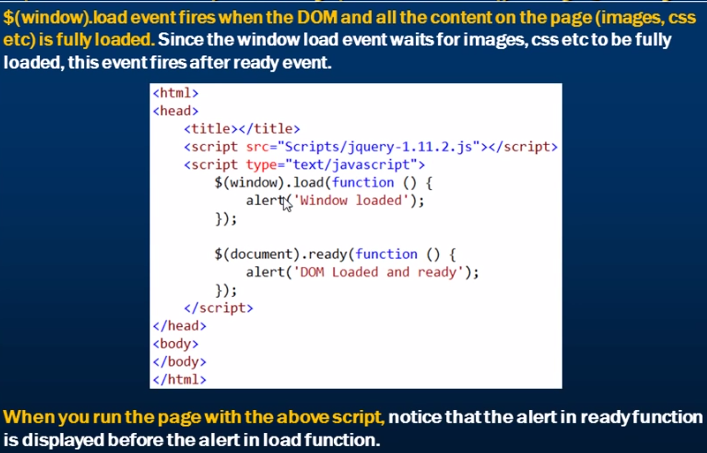 $(window).load event fires when the DOM and all the content on the page (images, css
etc) is fully loaded. Since the window load event waits for images, css etc to be fully
loaded, this event fires after ready event.
<html>
<head>
    <title></title>
    <script src="Scripts/jquery-1.11.2.js"></script>
    <script type="text/javascript">
        $(window).load(function () {
            alert('Window loaded');
        });

        $(document).ready(function () {
            alert('DOM Loaded and ready');
        });
    </script>
</head>
<body>
</body>
</html>
When you run the page with the above script, notice that the alert in ready function
is displayed before the alert in load function.